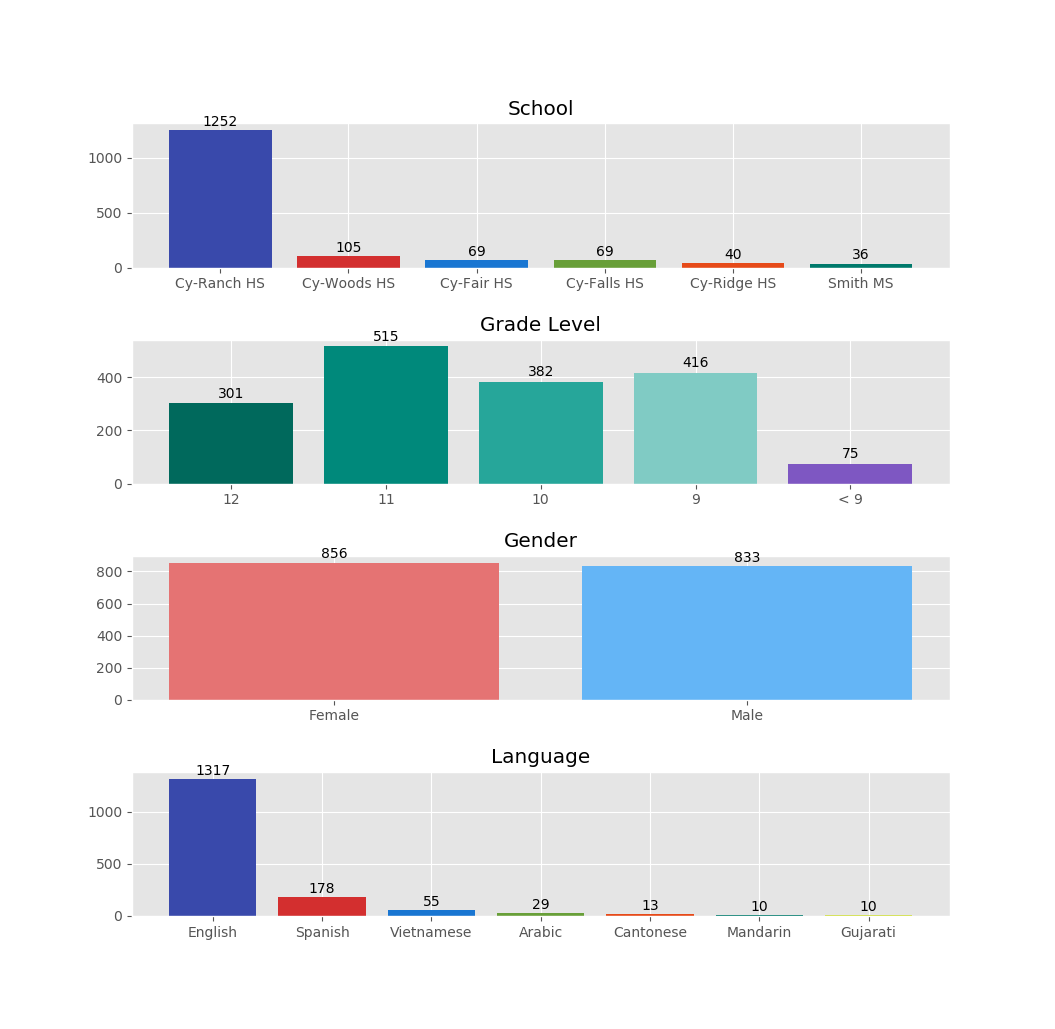 School
1252
105
69
69
40
36
1000
500
0
Cy-Ranch HS
Cy-Woods HS
Cy-Fair HS
Cy-Falls HS
Cy-Ridge HS
Smith MS
Grade Level
301
515
382
416
75
400
200
0
12
11
10
9
< 9
Gender
856
833
800
600
400
200
0
Female
Male
Language
1317
178
55
29
13
10
10
1000
500
0
English
Spanish
Vietnamese
Arabic
Cantonese
Mandarin
Gujarati